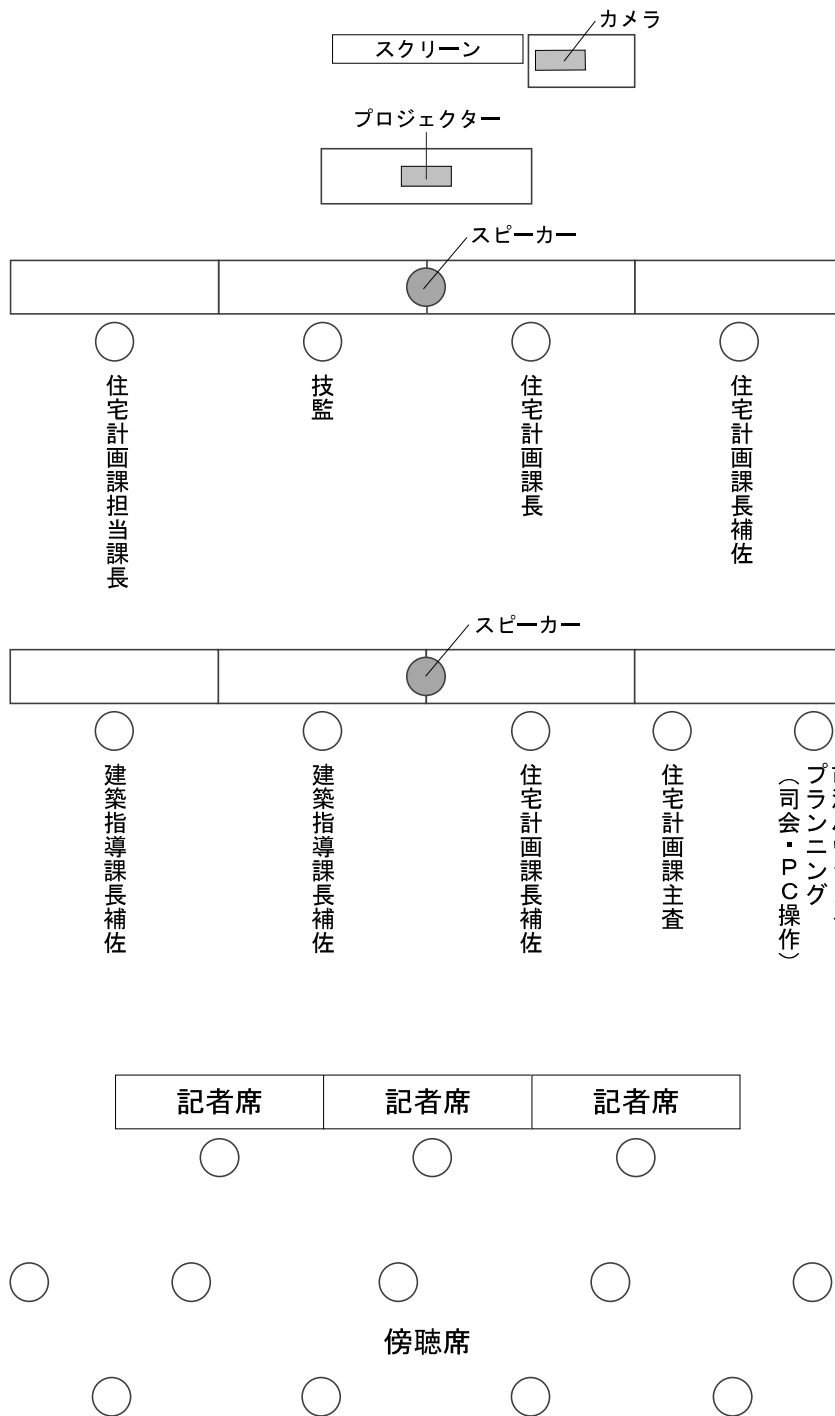 カメラ
スクリーン
プロジェクター
スピーカー
住宅計画課担当課長
技監
住宅計画課長
住宅計画課長補佐
スピーカー
建築指導課長補佐
建築指導課長補佐
住宅計画課長補佐
住宅計画課主査
プランニング
（司会・ＰＣ操作）
記者席
記者席
記者席
傍聴席